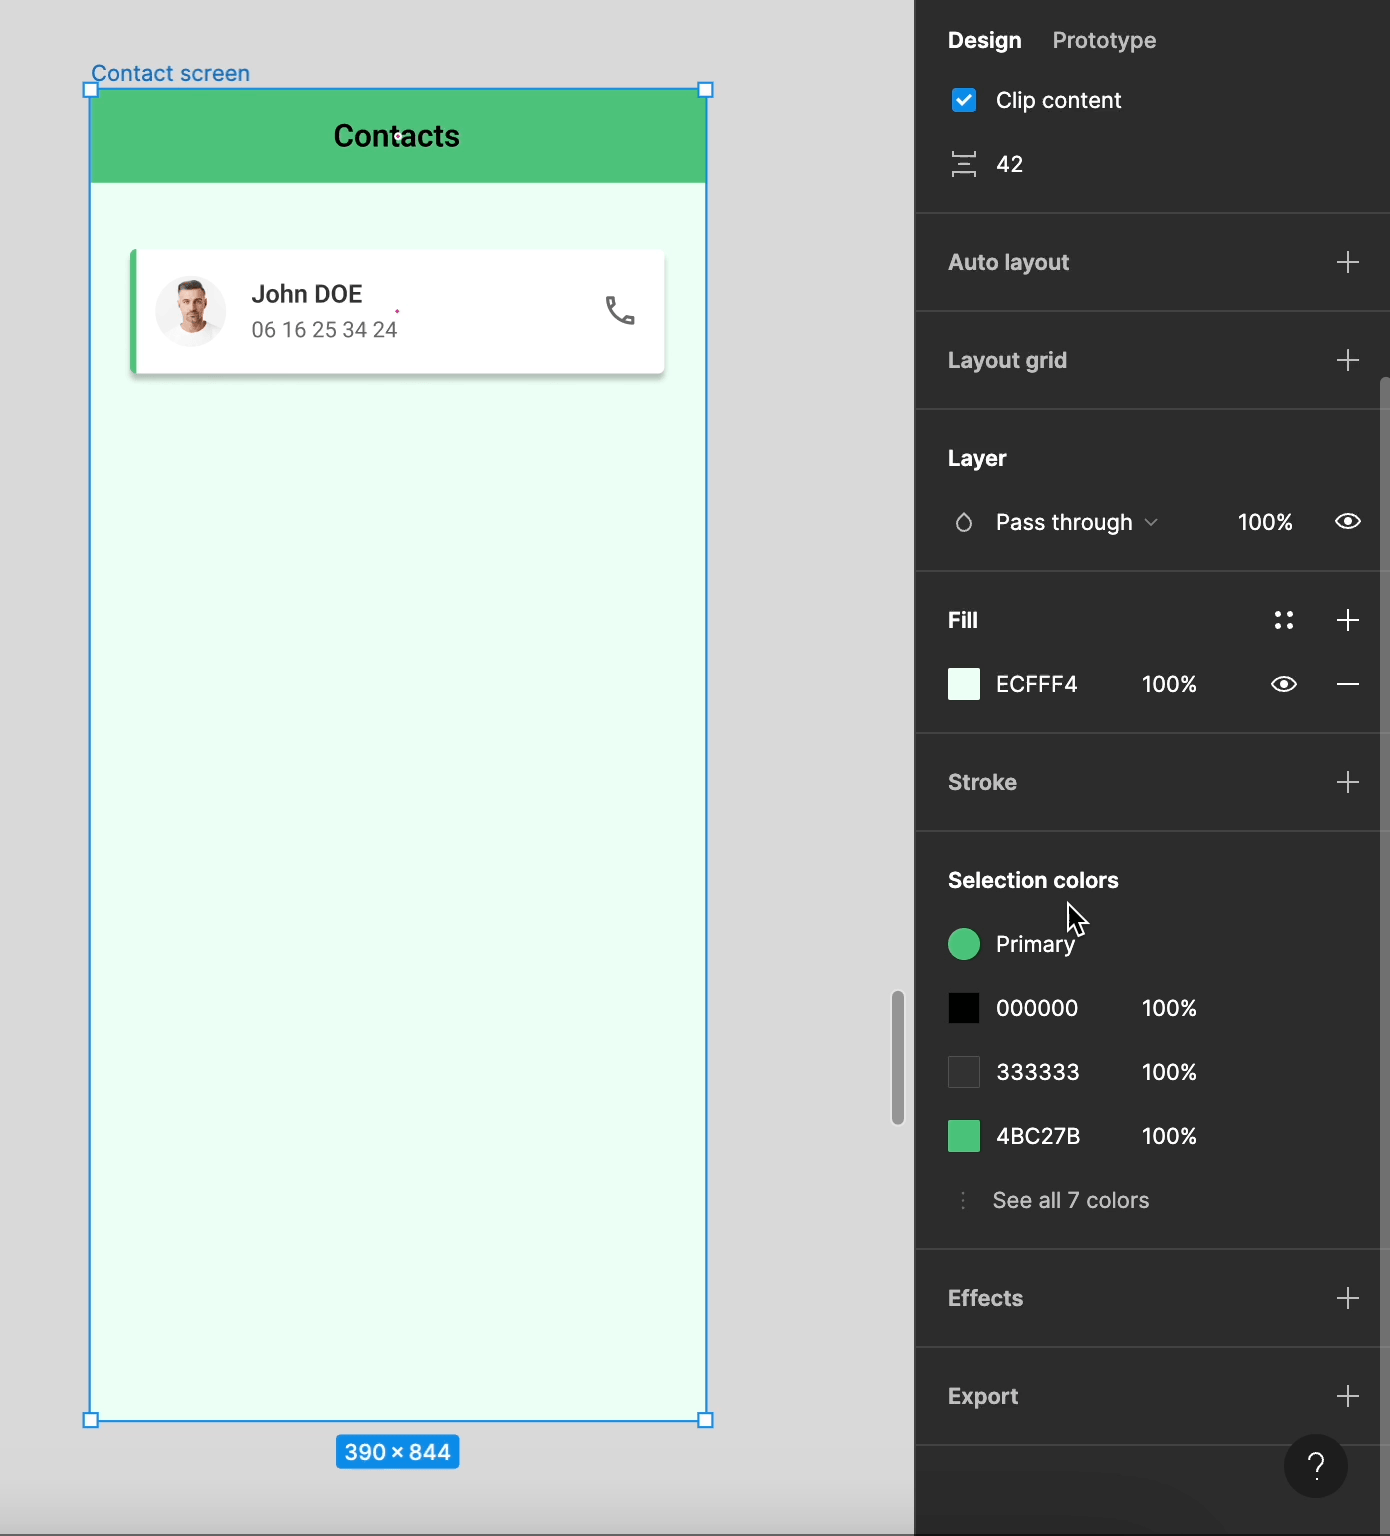 Contact screen
Contacts
John DOE
06 16 25 34 24
390 × 844
Design Prototype
Clip content
42
Auto layout
Layout grid
Layer
Pass through 100%
Fill
ECFFF4 100%
Stroke
Selection colors
Primary
000000 100%
333333 100%
4BC27B 100%
See all 7 colors
Effects
Export
?